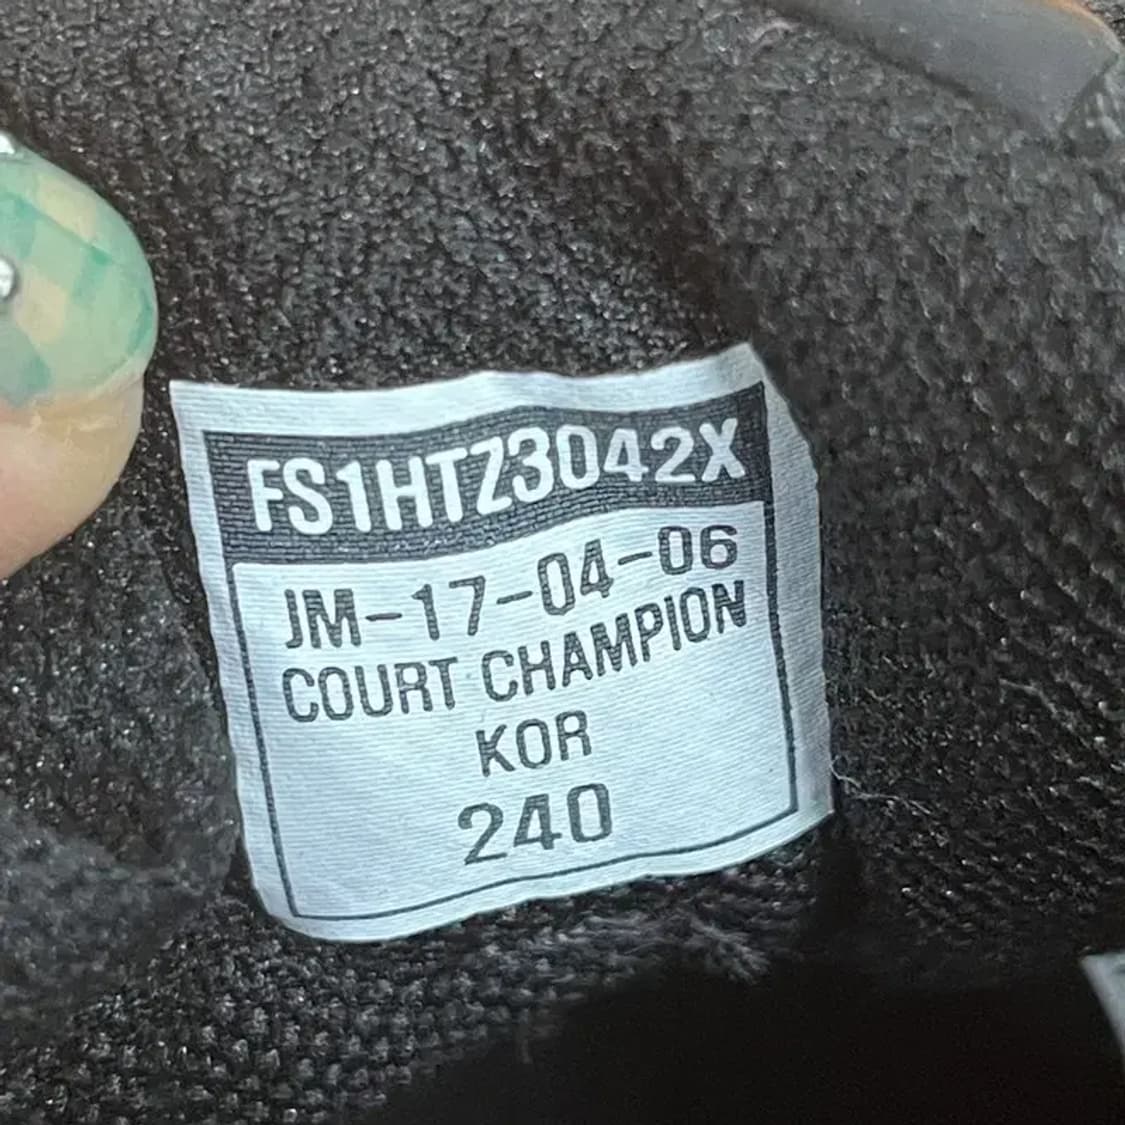 FS1HTZ3042X
JM-17-04-06
COURT CHAMPION
KOR
240